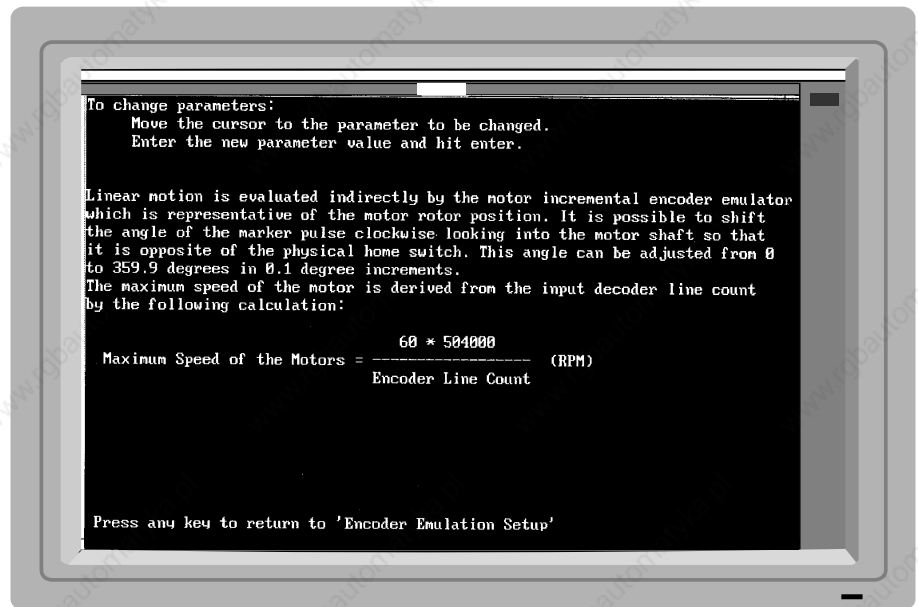 To change parameters:
Move the cursor to the parameter to be changed.
Enter the new parameter value and hit enter.
Linear motion is evaluated indirectly by the motor incremental encoder emulator
which is representative of the motor rotor position. It is possible to shift
the angle of the marker pulse clockwise looking into the motor shaft so that
it is opposite of the physical home switch. This angle can be adjusted from 0
to 359.9 degrees in 0.1 degree increments.
The maximum speed of the motor is derived from the input decoder line count
by the following calculation:
60 * 504000
Maximum Speed of the Motors = ------------------ (RPM)
Encoder Line Count
Press any key to return to 'Encoder Emulation Setup'